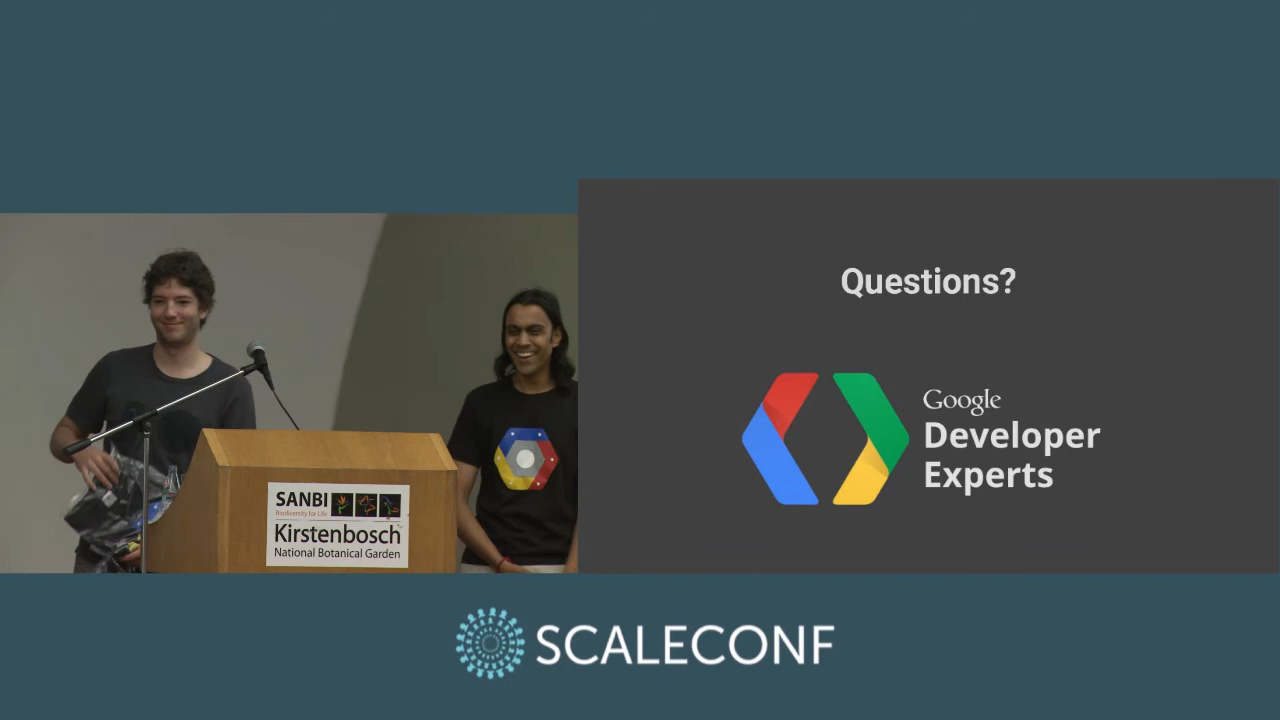 Questions?
Google
Developer
Experts
SANBI
Biodiversity for Life
Kirstenbosch
National Botanical Garden
SCALECONF